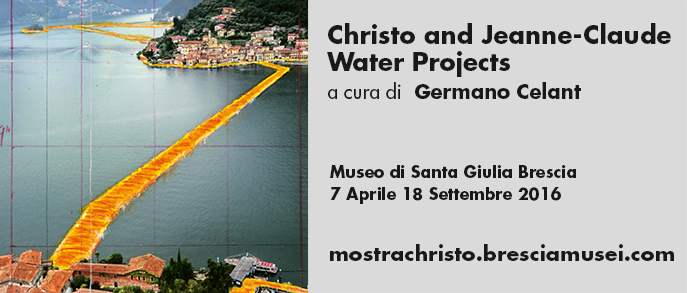 Christo and Jeanne-Claude
Water Projects
a cura di Germano Celant
Museo di Santa Giulia Brescia
7 Aprile 18 Settembre 2016
mostrachristo.bresciamusei.com